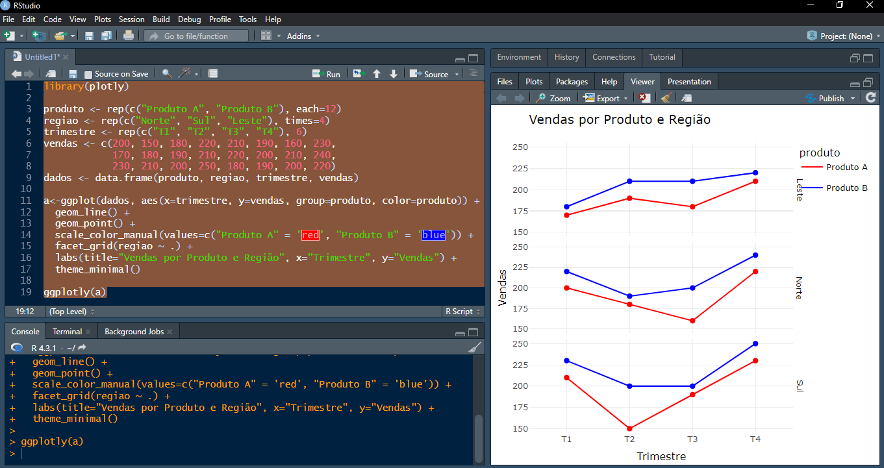 RStudio
File Edit Code View Plots Session Build Debug Profile Tools Help
Go to file/function
Addins
Project: (None)
Untitled1*
Source on Save
Run
Source
1 library(plotly)
2
3 produto <- rep(c("Produto A", "Produto B"), each=12)
4 regiao <- rep(c("Norte", "Sul", "Leste"), times=4)
5 trimestre <- rep(c("T1", "T2", "T3", "T4"), 6)
6 vendas <- c(200, 150, 180, 220, 210, 190, 160, 230,
7 170, 180, 190, 210, 220, 200, 210, 240,
8 230, 210, 200, 250, 180, 190, 200, 220)
9 dados <- data.frame(produto, regiao, trimestre, vendas)
10
11 a<-ggplot(dados, aes(x=trimestre, y=vendas, group=produto, color=produto)) +
12 geom_line() +
13 geom_point() +
14 scale_color_manual(values=c("Produto A" = 'red', "Produto B" = 'blue')) +
15 facet_grid(regiao ~ .) +
16 labs(title="Vendas por Produto e Região", x="Trimestre", y="Vendas") +
17 theme_minimal()
18
19 ggplotly(a)
19:12 (Top Level) R Script
Console Terminal Background Jobs
R 4.3.1 · ~/
+ geom_line() +
+ geom_point() +
+ scale_color_manual(values=c("Produto A" = 'red', "Produto B" = 'blue')) +
+ facet_grid(regiao ~ .) +
+ labs(title="Vendas por Produto e Região", x="Trimestre", y="Vendas") +
+ theme_minimal()
>
> ggplotly(a)
>
Environment History Connections Tutorial
Files Plots Packages Help Viewer Presentation
Zoom Export Publish
Vendas por Produto e Região
produto
Produto A
Produto B
250
225
200
175
150
Leste
250
225
200
175
150
Norte
250
225
200
175
150
Sul
Vendas
T1 T2 T3 T4
Trimestre